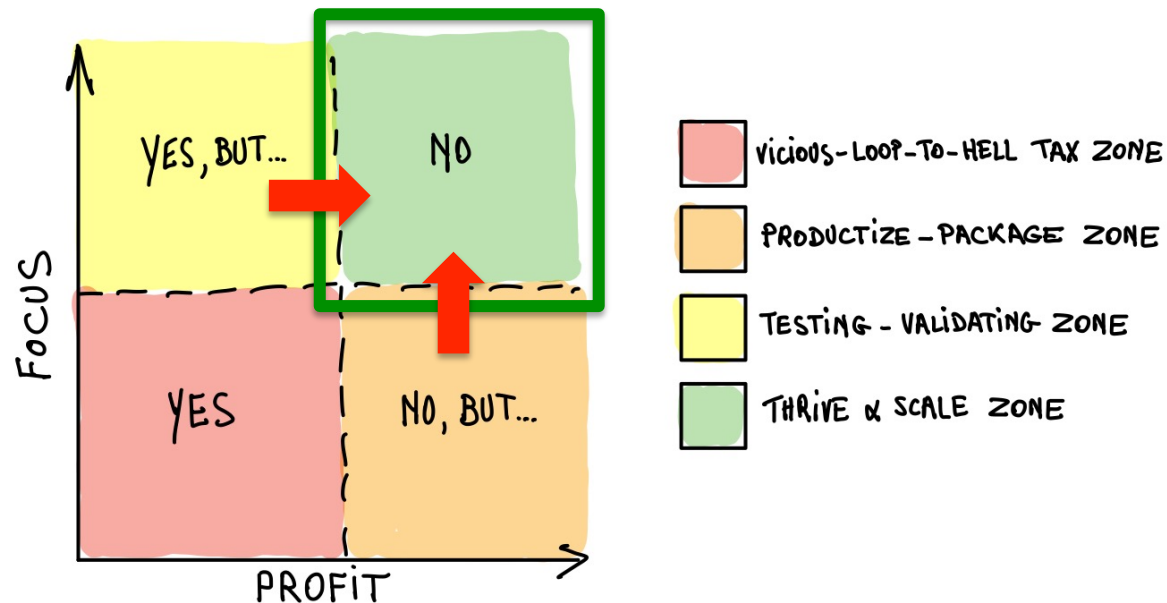 YES, BUT...
NO
YES
NO, BUT...
FOCUS
PROFIT
VICIOUS-LOOP-TO-HELL TAX ZONE
PRODUCTIZE-PACKAGE ZONE
TESTING-VALIDATING ZONE
THRIVE & SCALE ZONE